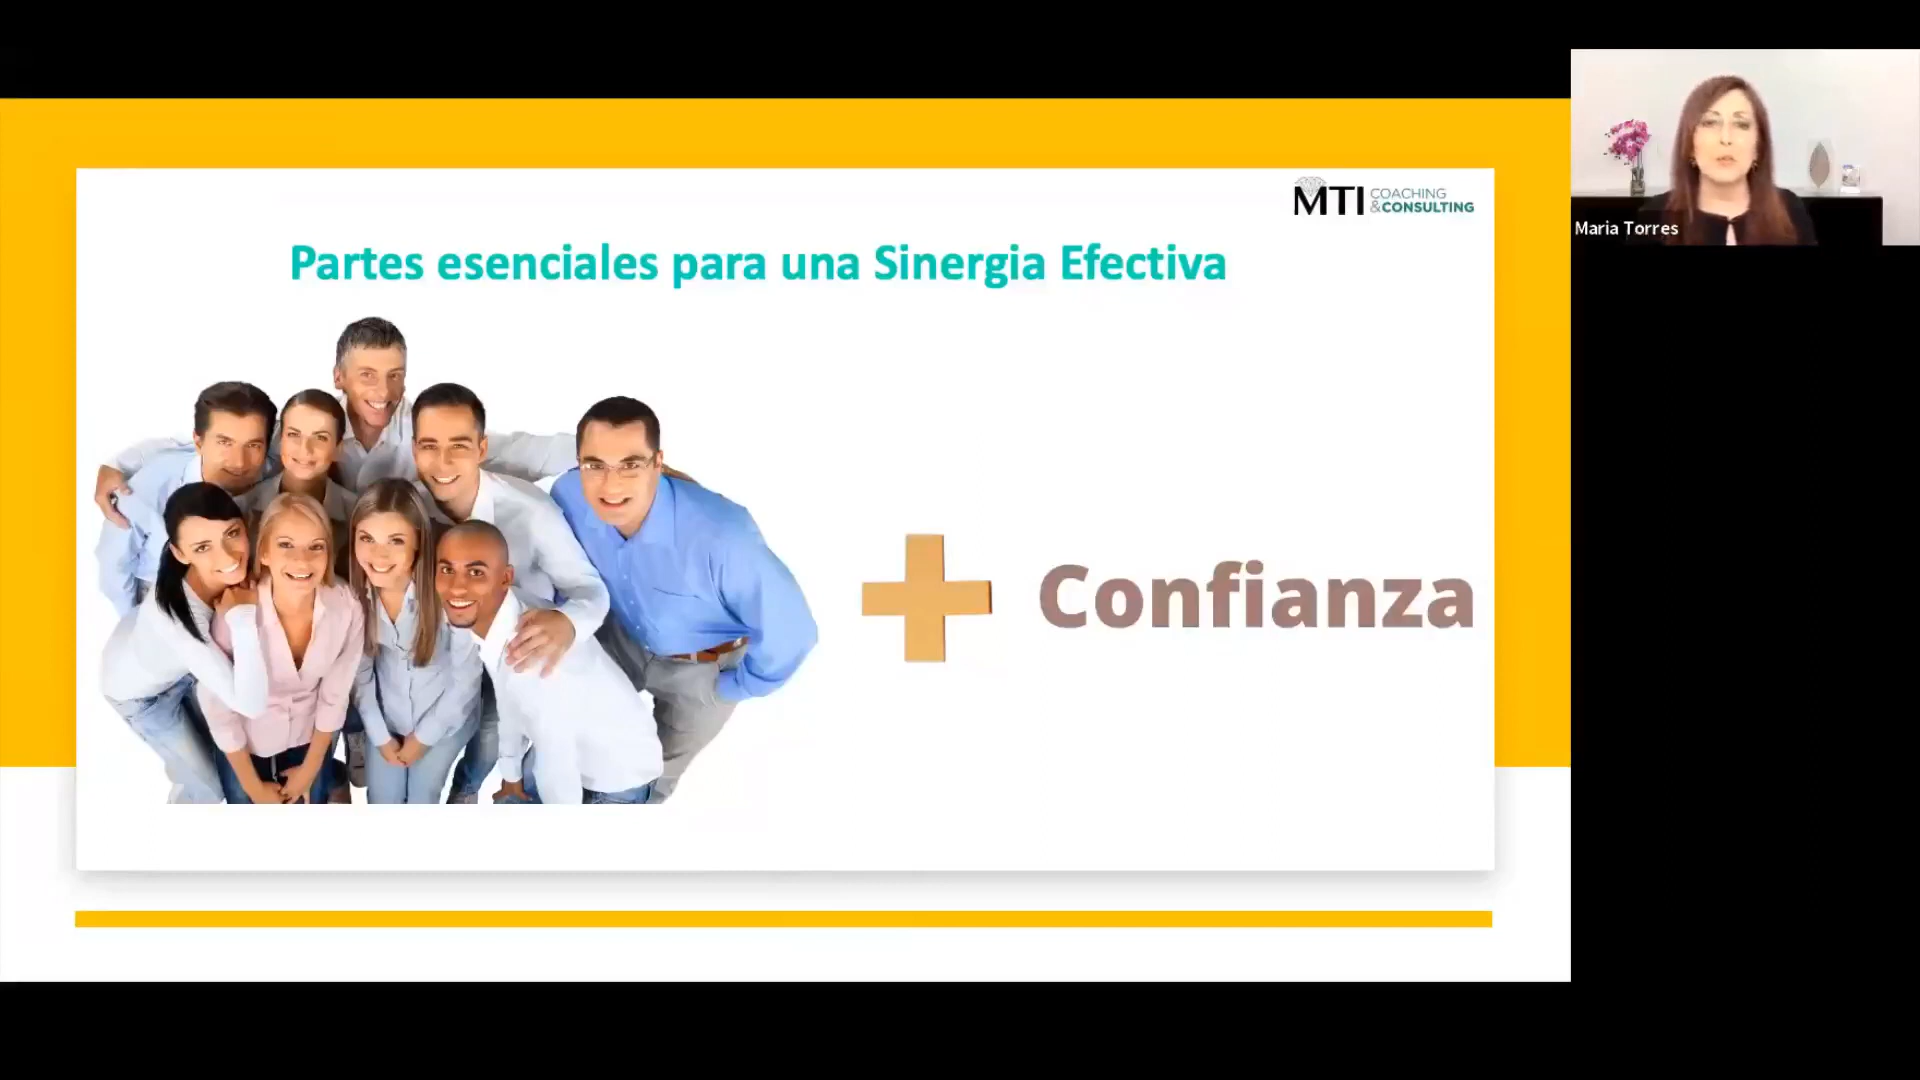 MTI COACHING
&CONSULTING
Partes esenciales para una Sinergia Efectiva
Confianza
Maria Torres